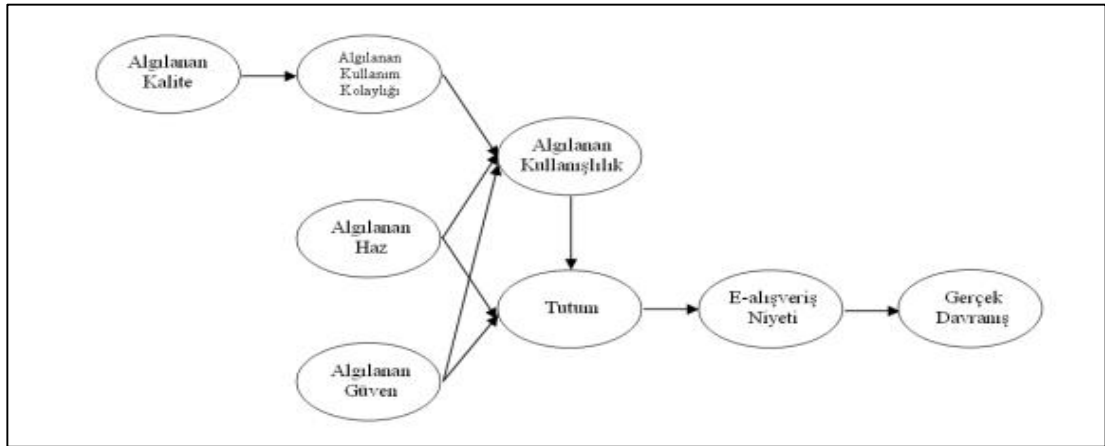 Algılanan
Kalite
Algılanan
Kullanım
Kolaylığı
Algılanan
Kullanışlılık
Algılanan
Haz
Tutum
E-alışveriş
Niyeti
Gerçek
Davranış
Algılanan
Güven